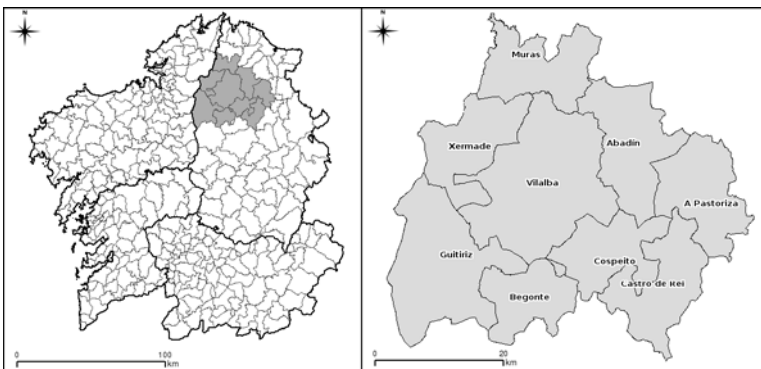 0
100
km
Muras
Xermade
Abadín
Vilalba
A Pastoriza
Guitiriz
Cospeito
Castro de Rei
Begonte
0
20
km